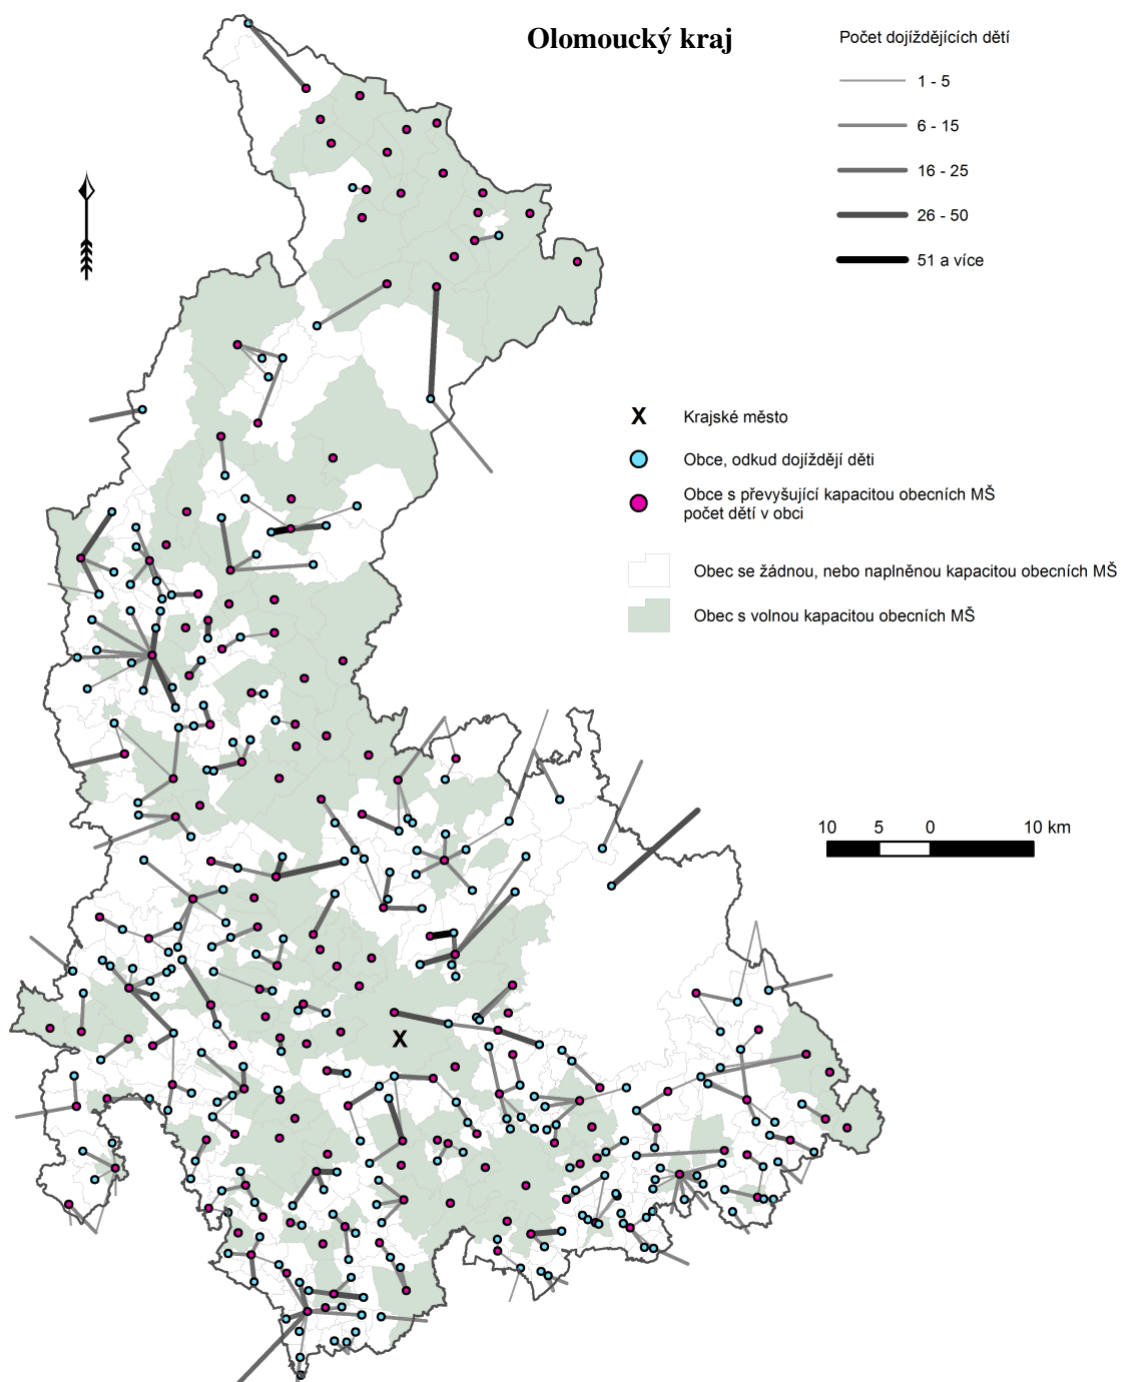 Olomoucký kraj
Počet dojíždějících dětí
1 - 5
6 - 15
16 - 25
26 - 50
51 a více
X Krajské město
Obce, odkud dojíždějí děti
Obce s převyšující kapacitou obecních MŠ
počet dětí v obci
Obec se žádnou, nebo naplněnou kapacitou obecních MŠ
Obec s volnou kapacitou obecních MŠ
10 5 0 10 km
X